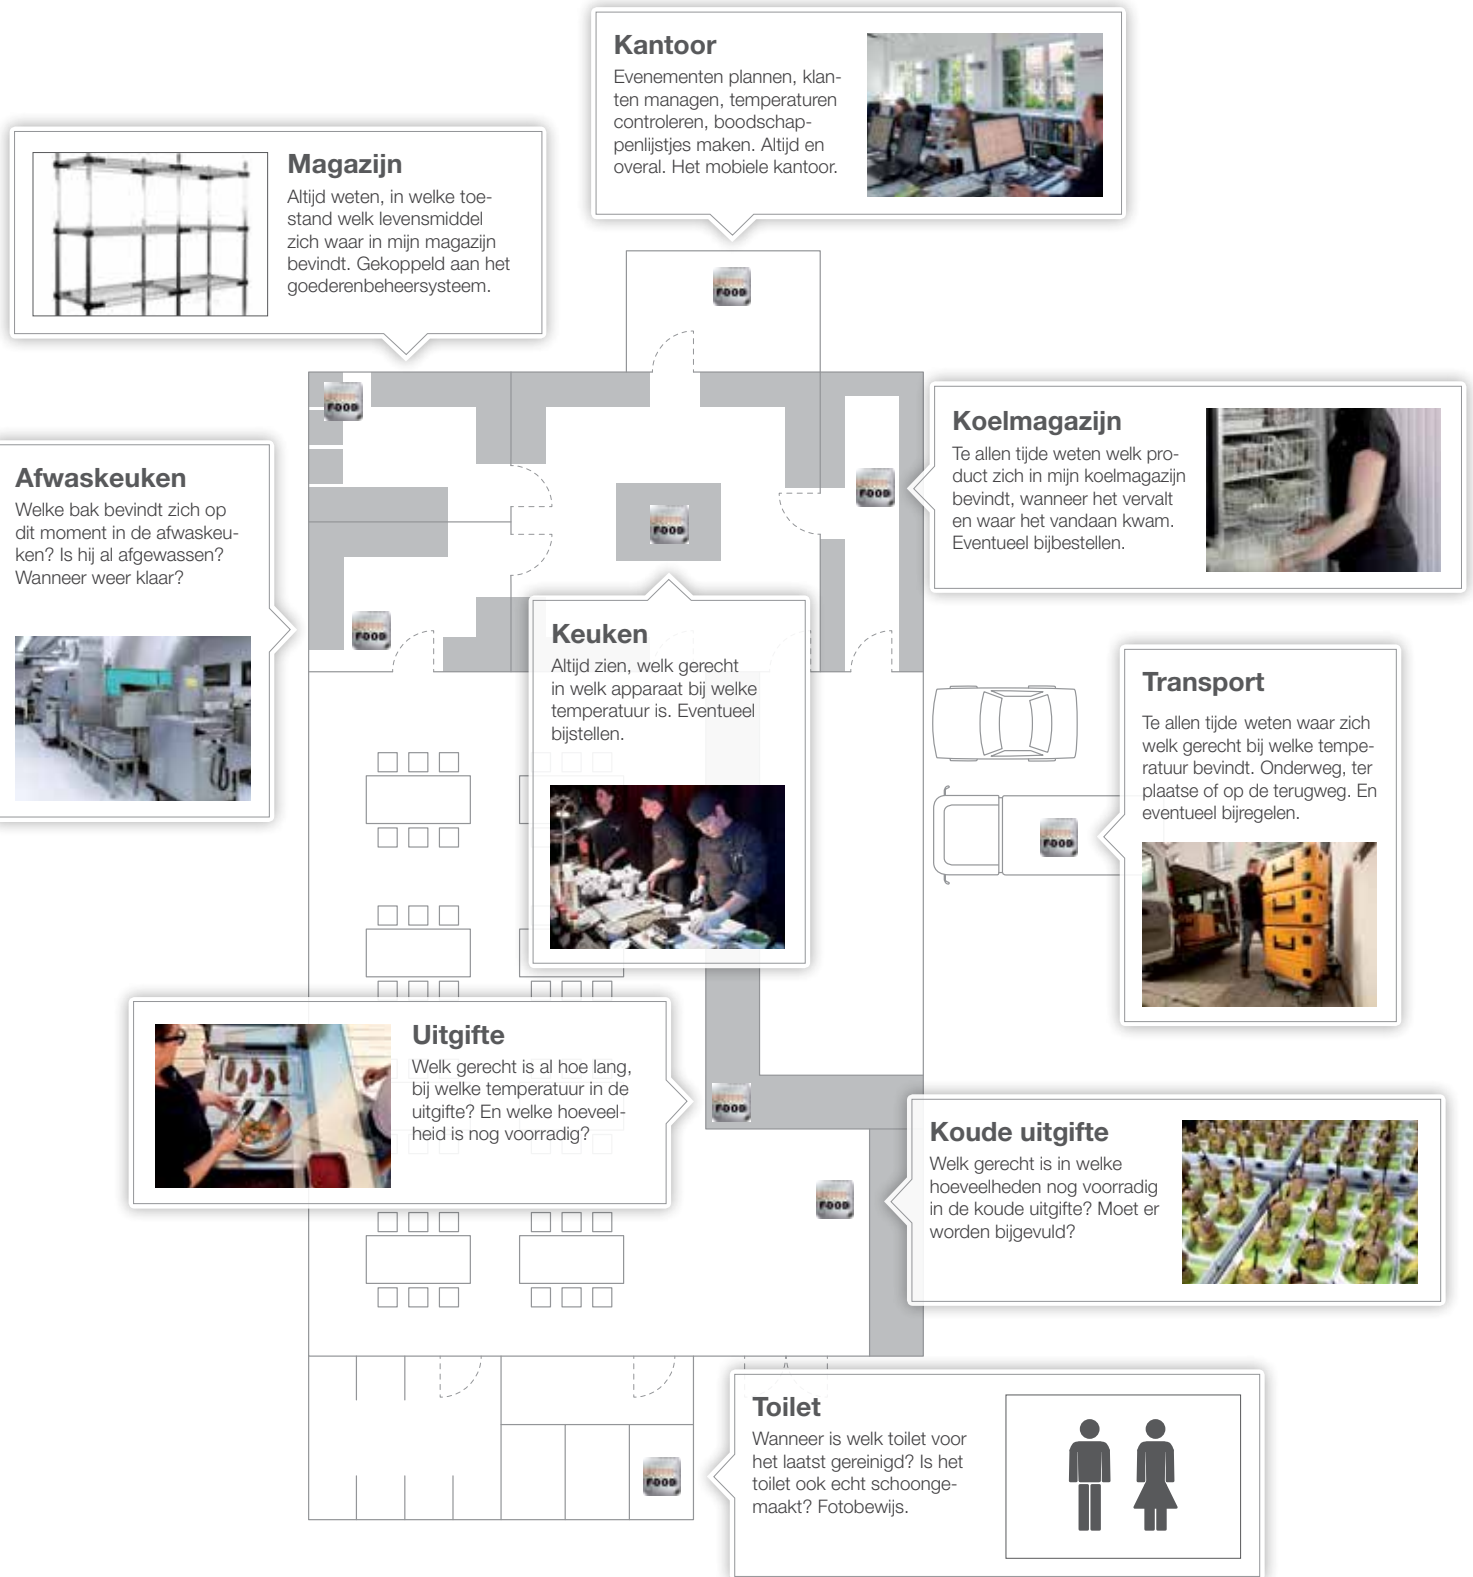 Kantoor
Evenementen plannen, klan-
ten managen, temperaturen
controleren, boodschap-
penlijstjes maken. Altijd en
overal. Het mobiele kantoor.
Magazijn
Altijd weten, in welke toe-
stand welk levensmiddel
zich waar in mijn magazijn
bevindt. Gekoppeld aan het
goederenbeheersysteem.
FOOD
FOOD
Koelmagazijn
Te allen tijde weten welk pro-
duct zich in mijn koelmagazijn
bevindt, wanneer het vervalt
en waar het vandaan kwam.
Eventueel bijbestellen.
Afwaskeuken
Welke bak bevindt zich op
dit moment in de afwaskeu-
ken? Is hij al afgewassen?
Wanneer weer klaar?
FOOD
FOOD
FOOD
Keuken
Altijd zien, welk gerecht
in welk apparaat bij welke
temperatuur is. Eventueel
bijstellen.
Transport
Te allen tijde weten waar zich
welk gerecht bij welke tempe-
ratuur bevindt. Onderweg, ter
plaatse of op de terugweg. En
eventueel bijregelen.
FOOD
Uitgifte
Welk gerecht is al hoe lang,
bij welke temperatuur in de
uitgifte? En welke hoeveel-
heid is nog voorradig?
FOOD
Koude uitgifte
Welk gerecht is in welke
hoeveelheden nog voorradig
in de koude uitgifte? Moet er
worden bijgevuld?
FOOD
Toilet
Wanneer is welk toilet voor
het laatst gereinigd? Is het
toilet ook echt schoonge-
maakt? Fotobewijs.
FOOD